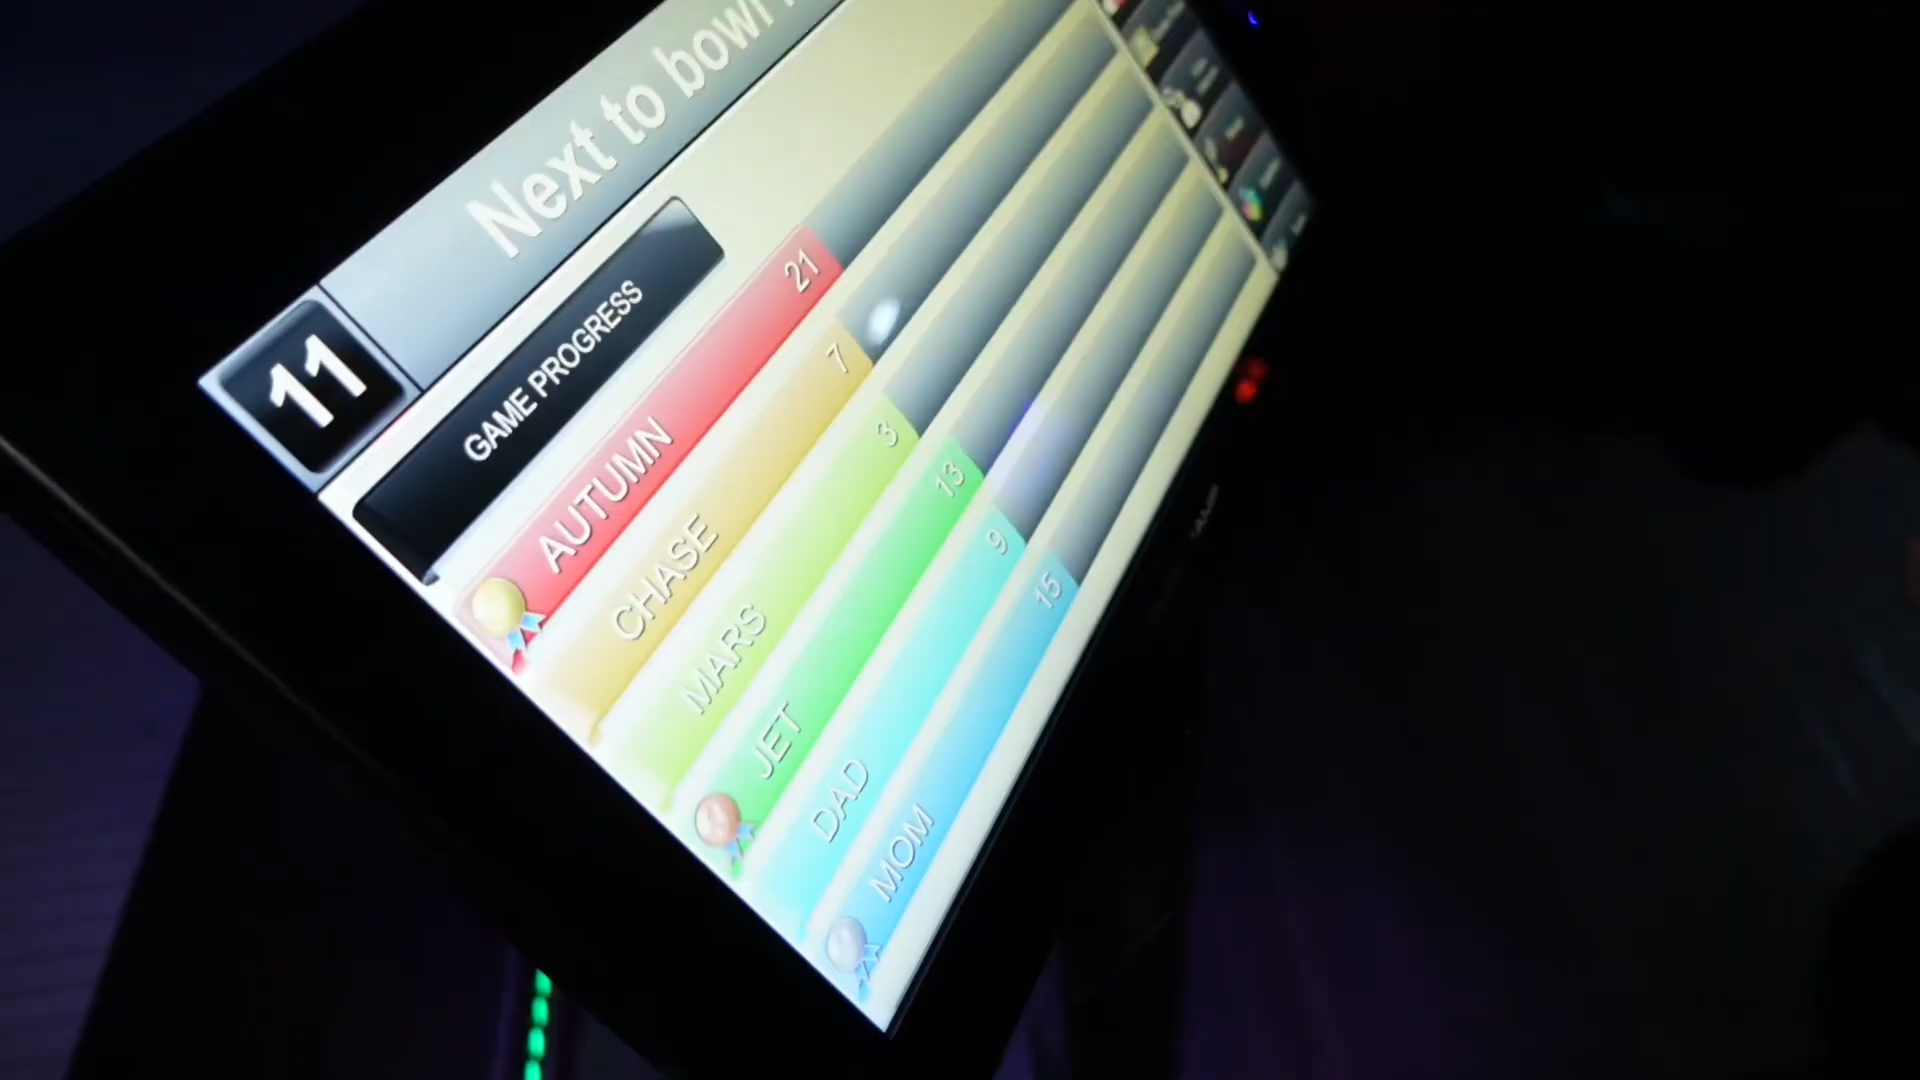 Next to bowl
11
GAME PROGRESS
AUTUMN 21
CHASE 7
MARS 3
JET 13
DAD 9
MOM 15